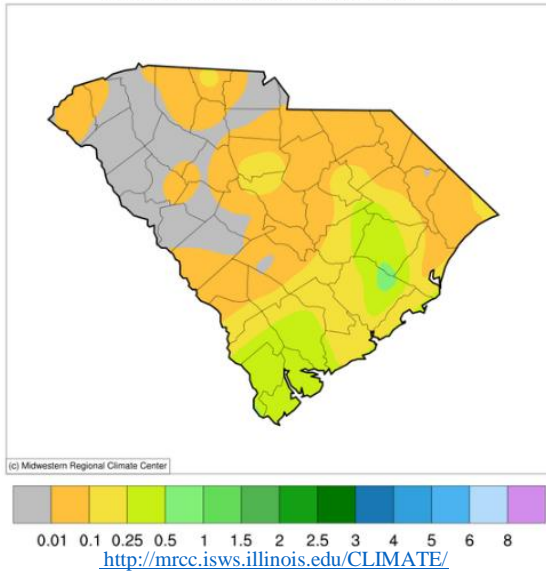 (c) Midwestern Regional Climate Center
0.01 0.1 0.25 0.5 1 1.5 2 2.5 3 4 5 6 8
http://mrcc.isws.illinois.edu/CLIMATE/